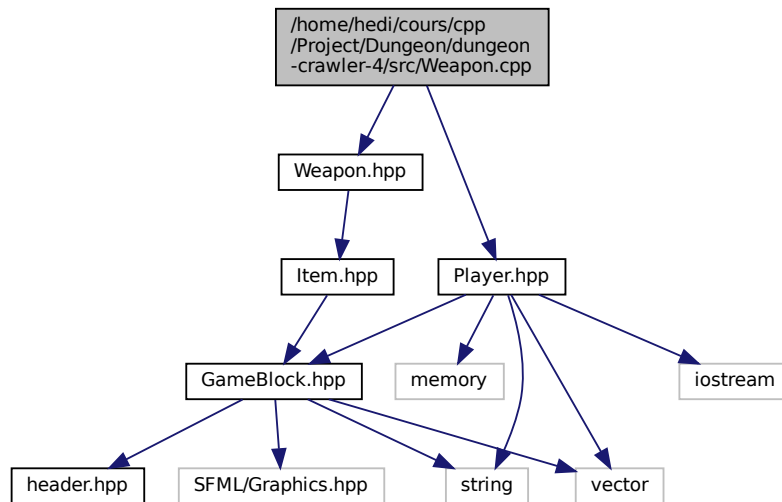 /home/hedi/cours/cpp
/Project/Dungeon/dungeon
-crawler-4/src/Weapon.cpp
Weapon.hpp
Item.hpp
Player.hpp
GameBlock.hpp
memory
iostream
header.hpp
SFML/Graphics.hpp
string
vector